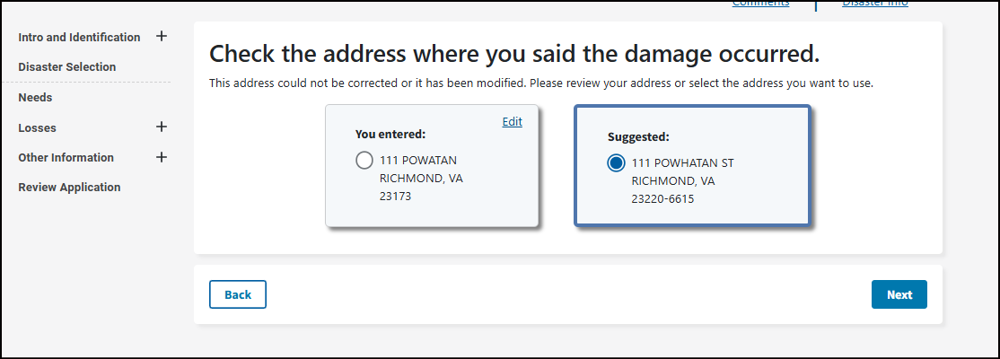 Comments
Disaster Info
Intro and Identification +
Disaster Selection
Needs
Losses +
Other Information +
Review Application
Check the address where you said the damage occurred.
This address could not be corrected or it has been modified. Please review your address or select the address you want to use.
Edit
You entered:
111 POWATAN
RICHMOND, VA
23173
Suggested:
111 POWHATAN ST
RICHMOND, VA
23220-6615
Back
Next